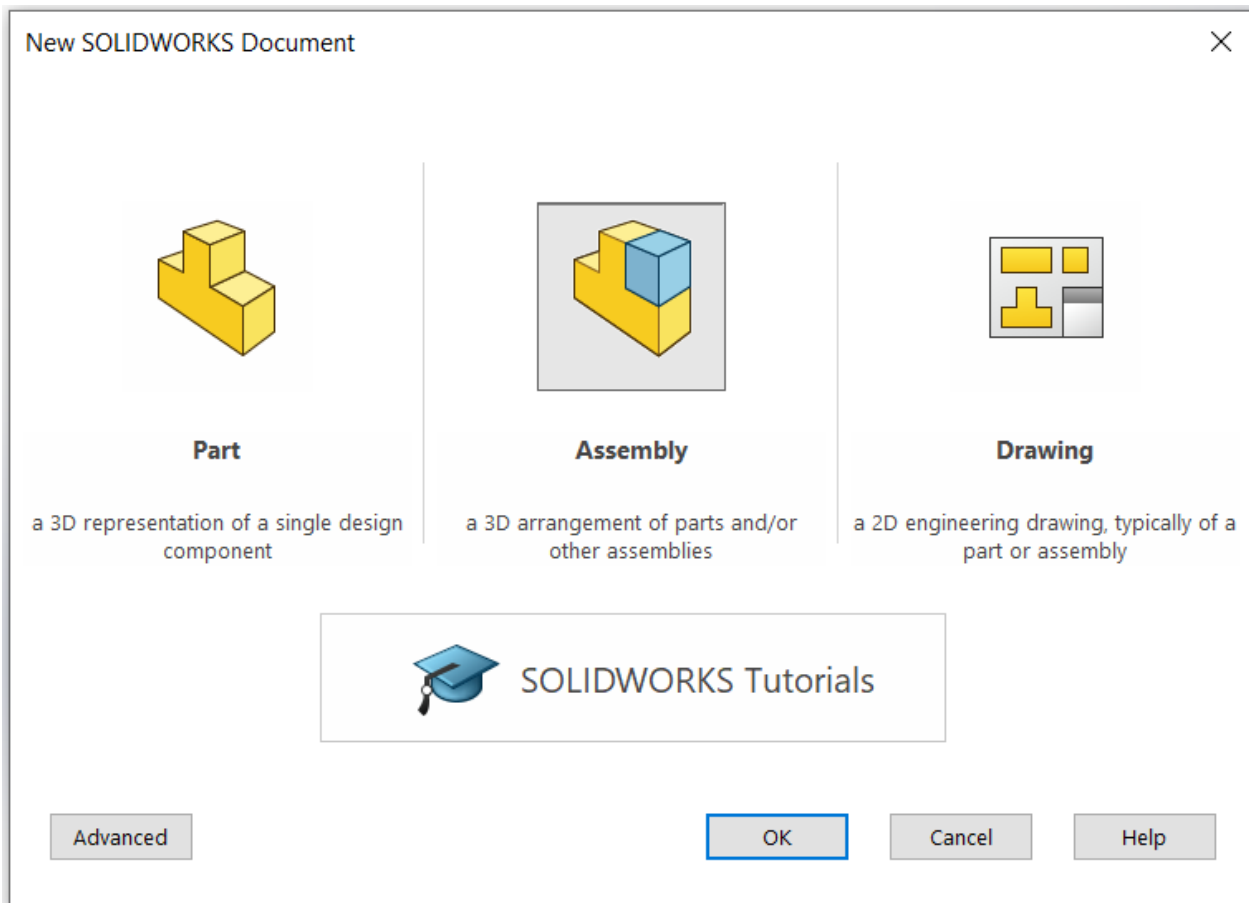 New SOLIDWORKS Document
Part
a 3D representation of a single design
component
Assembly
a 3D arrangement of parts and/or
other assemblies
Drawing
a 2D engineering drawing, typically of a
part or assembly
SOLIDWORKS Tutorials
Advanced
OK
Cancel
Help